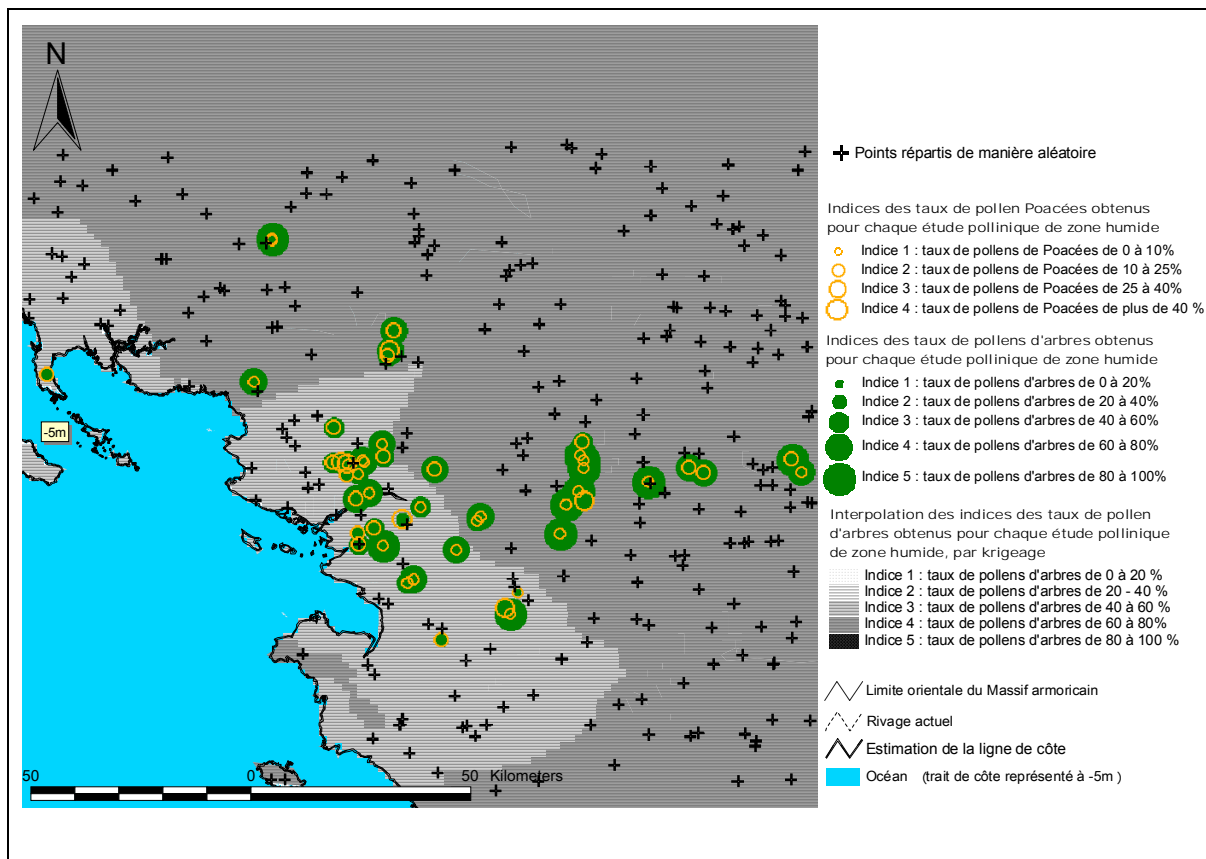 N
-5m
50
0
50
Kilometers
Points répartis de manière aléatoire
Indices des taux de pollen Poacées obtenus
pour chaque étude pollinique de zone humide
Indice 1 : taux de pollens de Poacées de 0 à 10%
Indice 2 : taux de pollens de Poacées de 10 à 25%
Indice 3 : taux de pollens de Poacées de 25 à 40%
Indice 4 : taux de pollens de Poacées de plus de 40 %
Indices des taux de pollens d'arbres obtenus
pour chaque étude pollinique de zone humide
Indice 1 : taux de pollens d'arbres de 0 à 20%
Indice 2 : taux de pollens d'arbres de 20 à 40%
Indice 3 : taux de pollens d'arbres de 40 à 60%
Indice 4 : taux de pollens d'arbres de 60 à 80%
Indice 5 : taux de pollens d'arbres de 80 à 100%
Interpolation des indices des taux de pollen
d'arbres obtenus pour chaque étude pollinique
de zone humide, par krigeage
Indice 1 : taux de pollens d'arbres de 0 à 20 %
Indice 2 : taux de pollens d'arbres de 20 - 40 %
Indice 3 : taux de pollens d'arbres de 40 à 60 %
Indice 4 : taux de pollens d'arbres de 60 à 80%
Indice 5 : taux de pollens d'arbres de 80 à 100 %
Limite orientale du Massif armoricain
Rivage actuel
Estimation de la ligne de côte
Océan (trait de côte représenté à -5m )